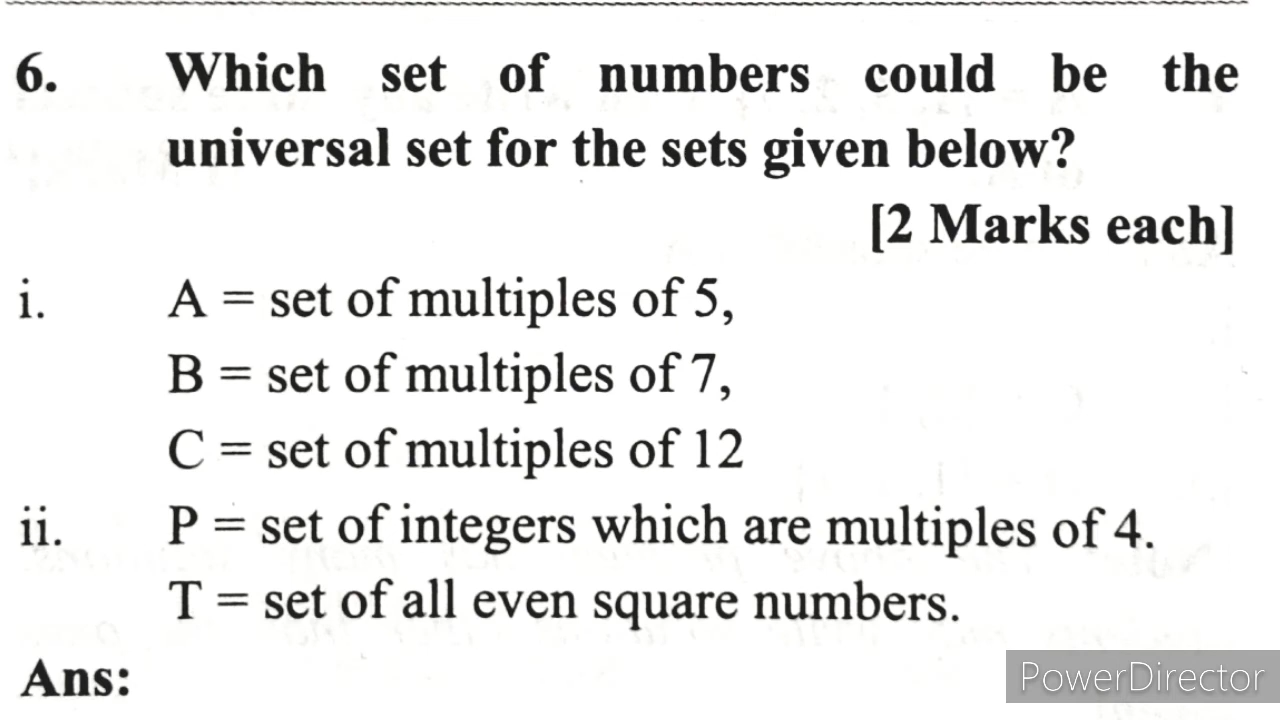 6. Which set of numbers could be the
universal set for the sets given below?
[2 Marks each]
i. A = set of multiples of 5,
B = set of multiples of 7,
C = set of multiples of 12
ii. P = set of integers which are multiples of 4.
T = set of all even square numbers.
Ans:
PowerDirector